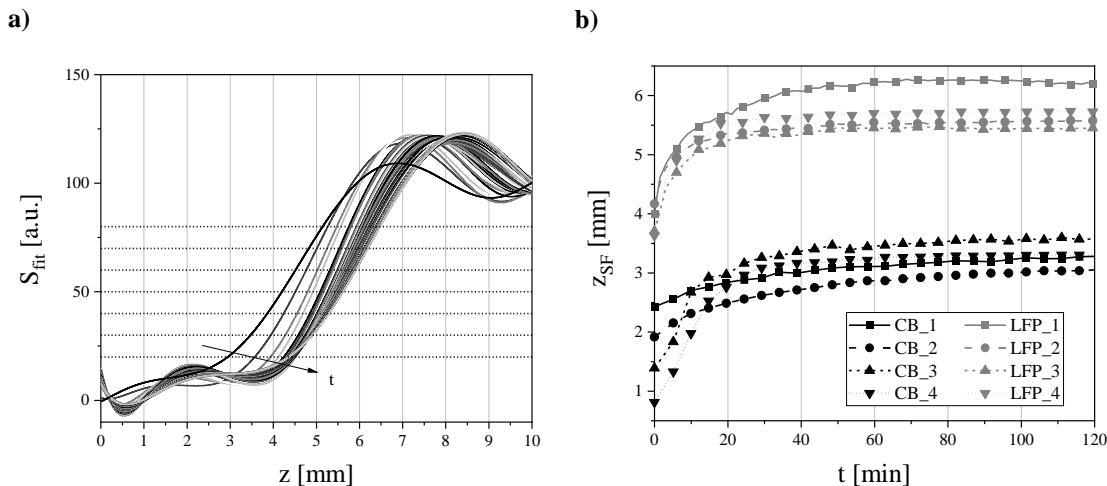 a)
150
100
50
0
S_fit [a.u.]
t
0 1 2 3 4 5 6 7 8 9 10
z [mm]
b)
6
5
4
3
2
1
z_SF [mm]
CB_1 LFP_1
CB_2 LFP_2
CB_3 LFP_3
CB_4 LFP_4
0 20 40 60 80 100 120
t [min]